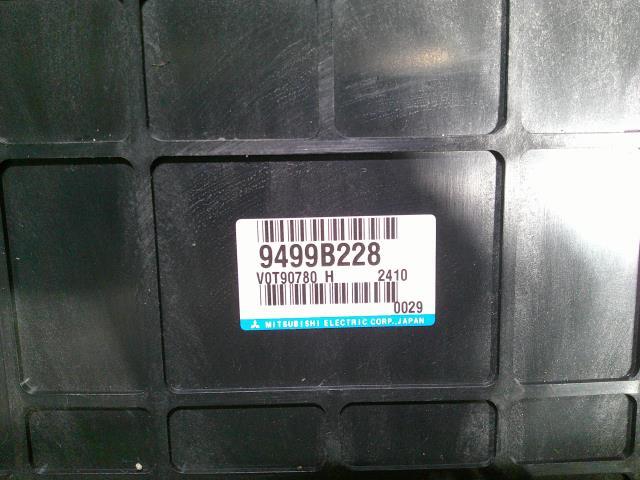 9499B228
V0T90780 H 2410
0029
MITSUBISHI ELECTRIC CORP., JAPAN